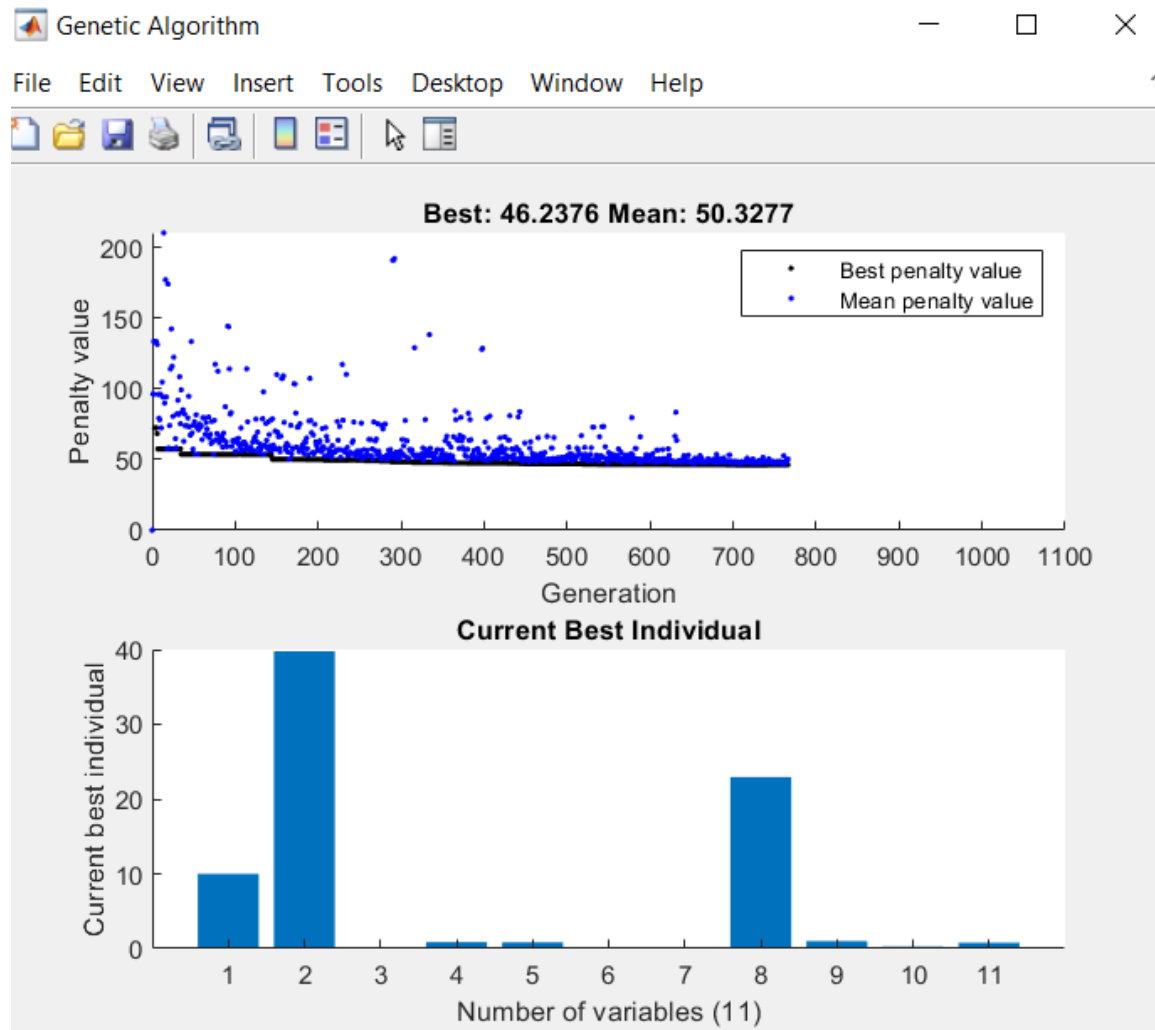 Genetic Algorithm
File Edit View Insert Tools Desktop Window Help
Best: 46.2376 Mean: 50.3277
Penalty value
200
150
100
50
0
Best penalty value
Mean penalty value
0 100 200 300 400 500 600 700 800 900 1000 1100
Generation
Current Best Individual
Current best individual
40
30
20
10
0
1 2 3 4 5 6 7 8 9 10 11
Number of variables (11)